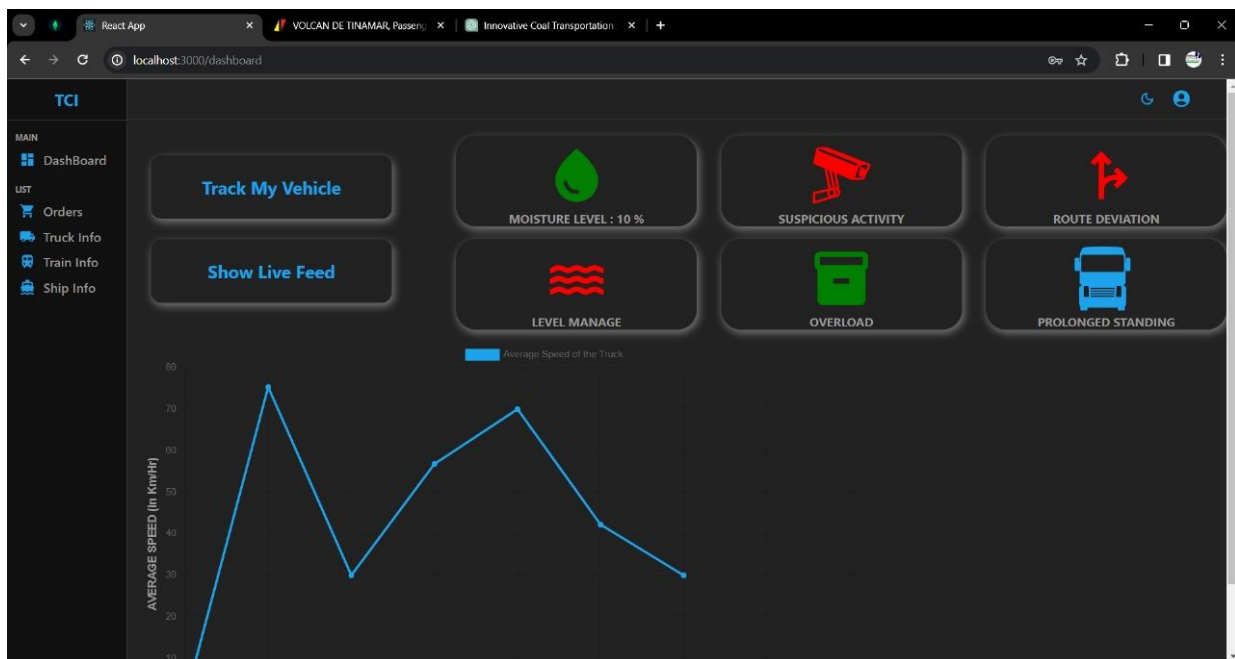 React App
VOLCAN DE TINAMAR, Passeng
Innovative Coal Transportation
localhost:3000/dashboard
TCI
MAIN
DashBoard
LIST
Orders
Truck Info
Train Info
Ship Info
Track My Vehicle
Show Live Feed
MOISTURE LEVEL : 10 %
SUSPICIOUS ACTIVITY
ROUTE DEVIATION
LEVEL MANAGE
OVERLOAD
PROLONGED STANDING
Average Speed of the Truck
AVERAGE SPEED (In Km/Hr)
80
70
60
50
40
30
20
10